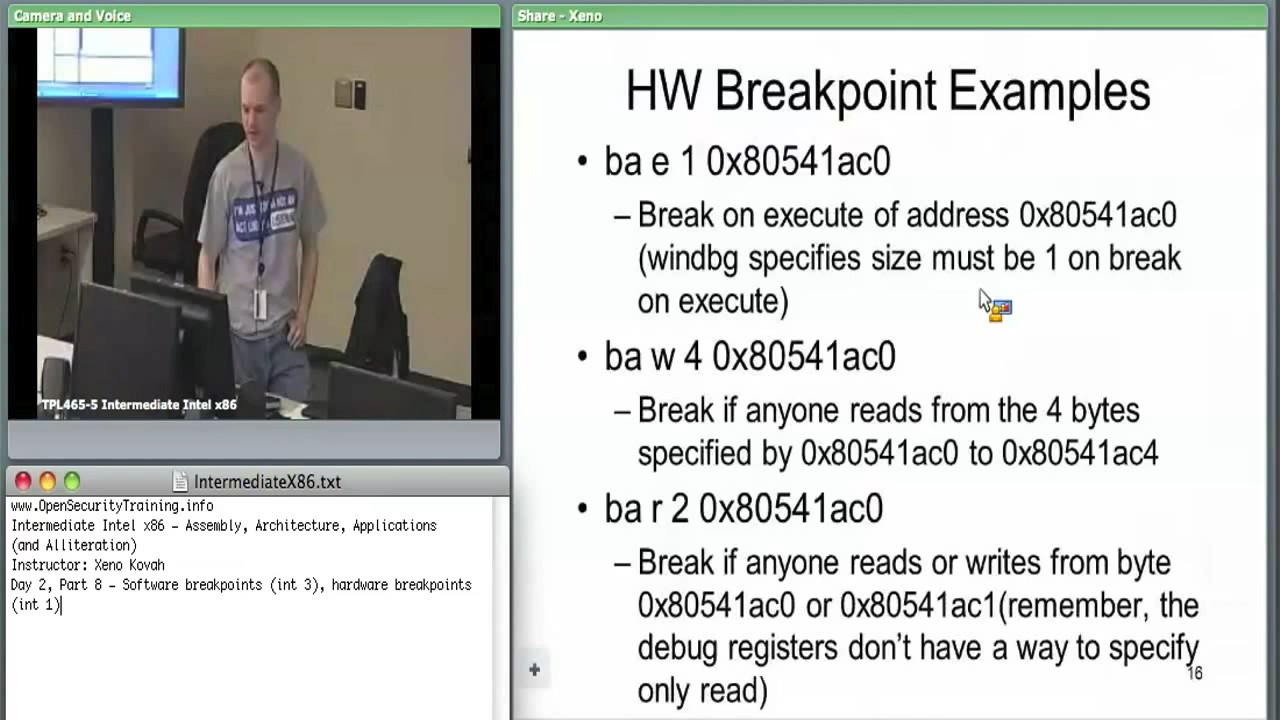 Camera and Voice
TPL465-5 Intermediate Intel x86
IntermediateX86.txt
www.OpenSecurityTraining.info
Intermediate Intel x86 – Assembly, Architecture, Applications
(and Alliteration)
Instructor: Xeno Kovah
Day 2, Part 8 – Software breakpoints (int 3), hardware breakpoints
(int 1)
Share - Xeno
HW Breakpoint Examples
• ba e 1 0x80541ac0
– Break on execute of address 0x80541ac0
(windbg specifies size must be 1 on break
on execute)
• ba w 4 0x80541ac0
– Break if anyone reads from the 4 bytes
specified by 0x80541ac0 to 0x80541ac4
• ba r 2 0x80541ac0
– Break if anyone reads or writes from byte
0x80541ac0 or 0x80541ac1(remember, the
debug registers don't have a way to specify
only read)
16